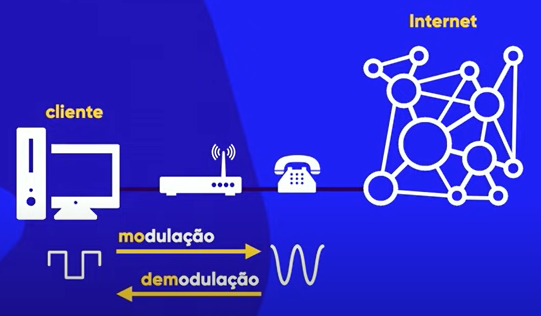 Internet
cliente
modulação
demodulação